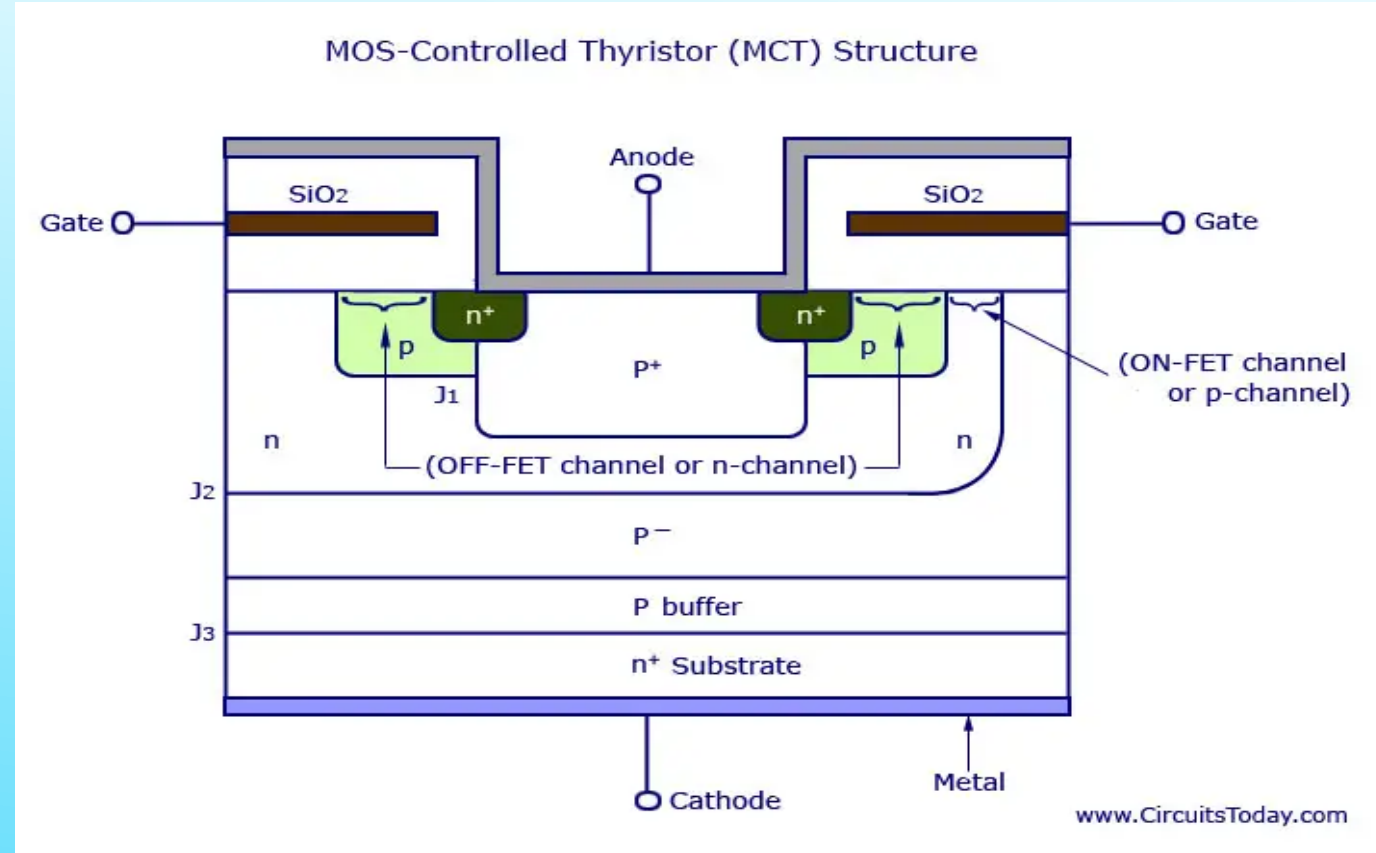 MOS-Controlled Thyristor (MCT) Structure
Anode
SiO2
SiO2
Gate
Gate
n+
n+
p
p
P+
(ON-FET channel
or p-channel)
J1
n
n
(OFF-FET channel or n-channel)
J2
P−
P buffer
J3
n+ Substrate
Metal
Cathode
www.CircuitsToday.com